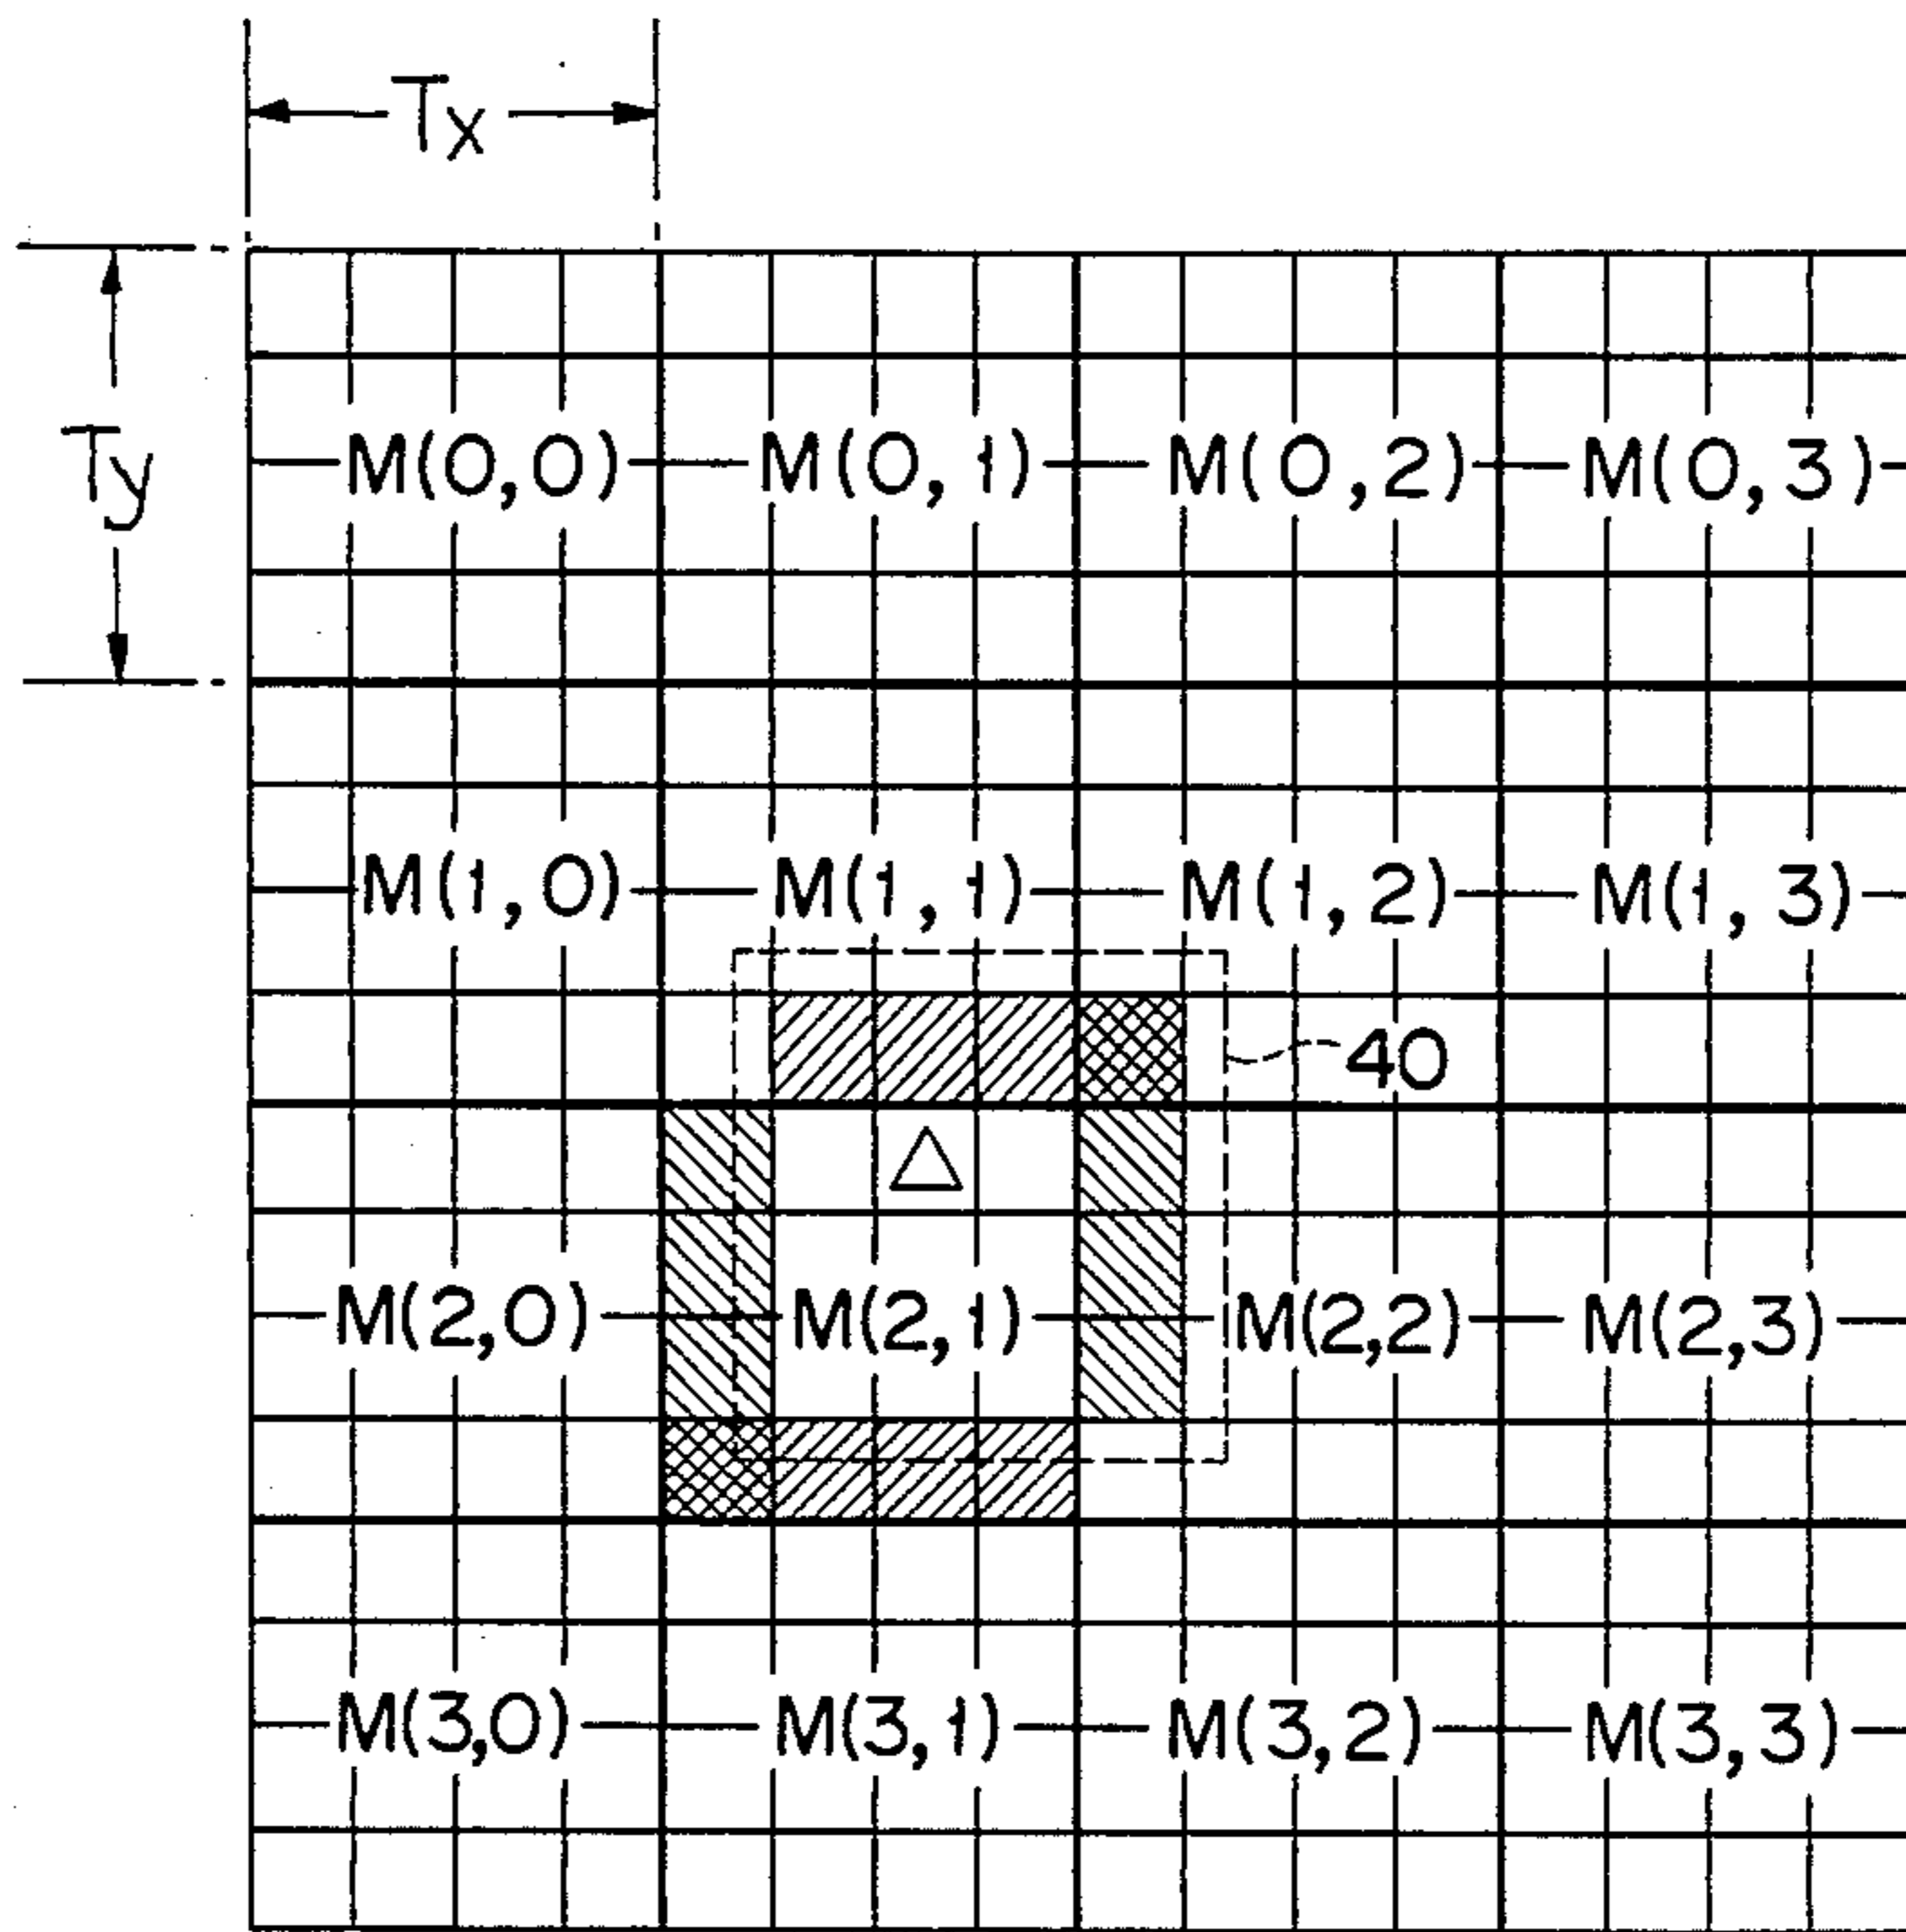 Tx
Ty
M(0,0) M(0,1) M(0,2) M(0,3)
M(1,0) M(1,1) M(1,2) M(1,3)
40
M(2,0) M(2,1) M(2,2) M(2,3)
M(3,0) M(3,1) M(3,2) M(3,3)